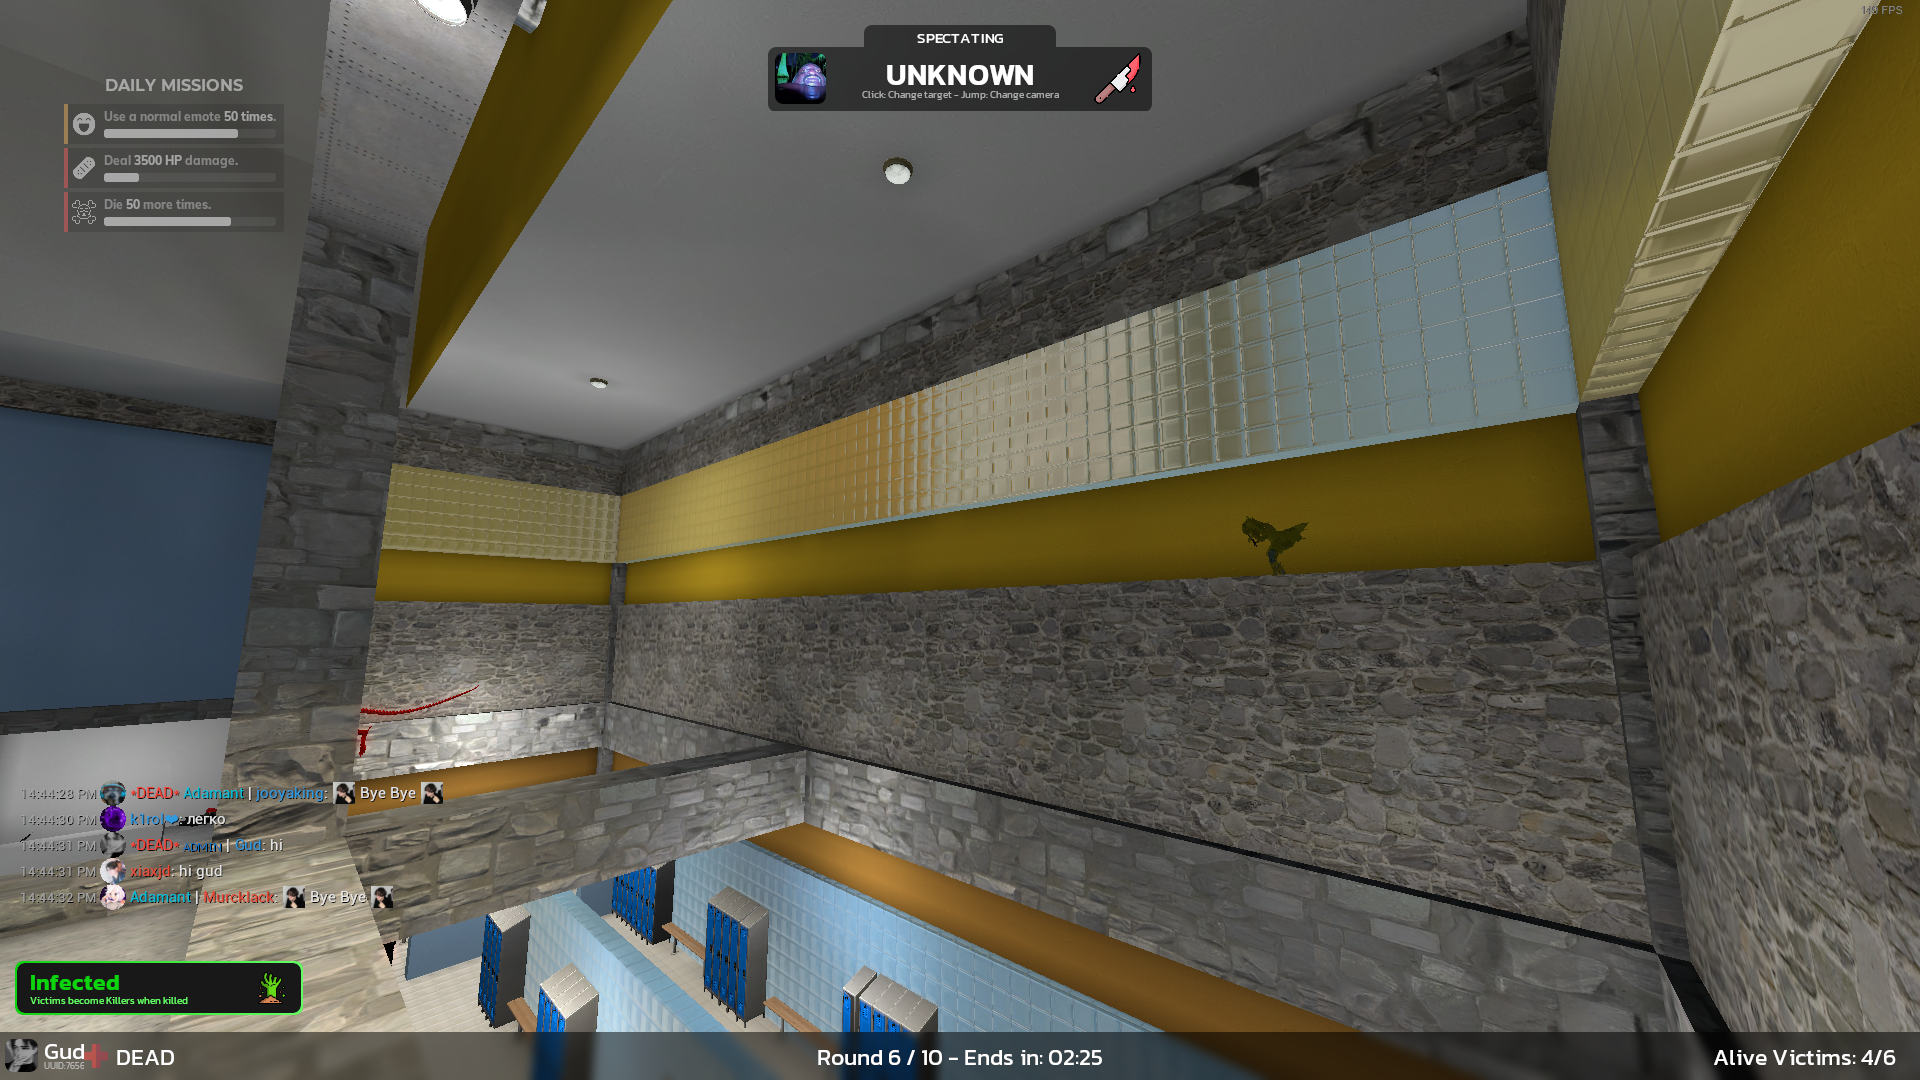 149 FPS
SPECTATING
UNKNOWN
Click: Change target - Jump: Change camera
DAILY MISSIONS
Use a normal emote 50 times.
Deal 3500 HP damage.
Die 50 more times.
14:44:28 PM *DEAD* Adamant | jooyaking: Bye Bye
14:44:30 PM k1rol: легко
14:44:31 PM *DEAD* ADMIN | Gud: hi
14:44:31 PM xiaxjd: hi gud
14:44:32 PM Adamant | Murcklack: Bye Bye
Infected
Victims become Killers when killed
Gud
UUID:7656
DEAD
Round 6 / 10 - Ends in: 02:25
Alive Victims: 4/6